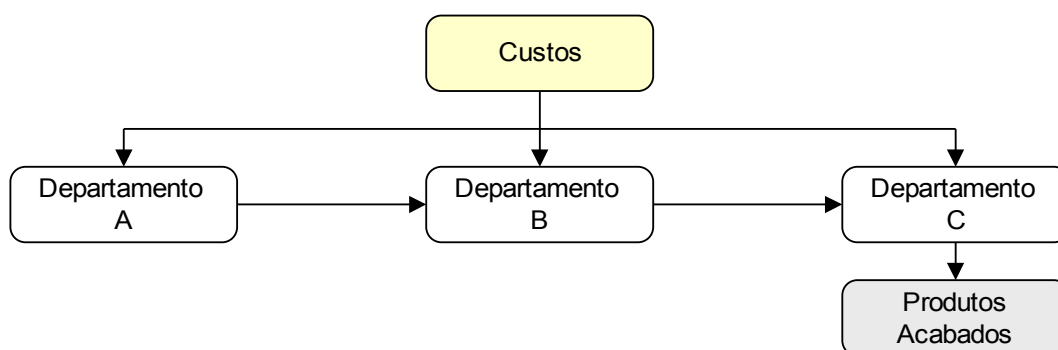 Custos
Departamento
A
Departamento
B
Departamento
C
Produtos
Acabados